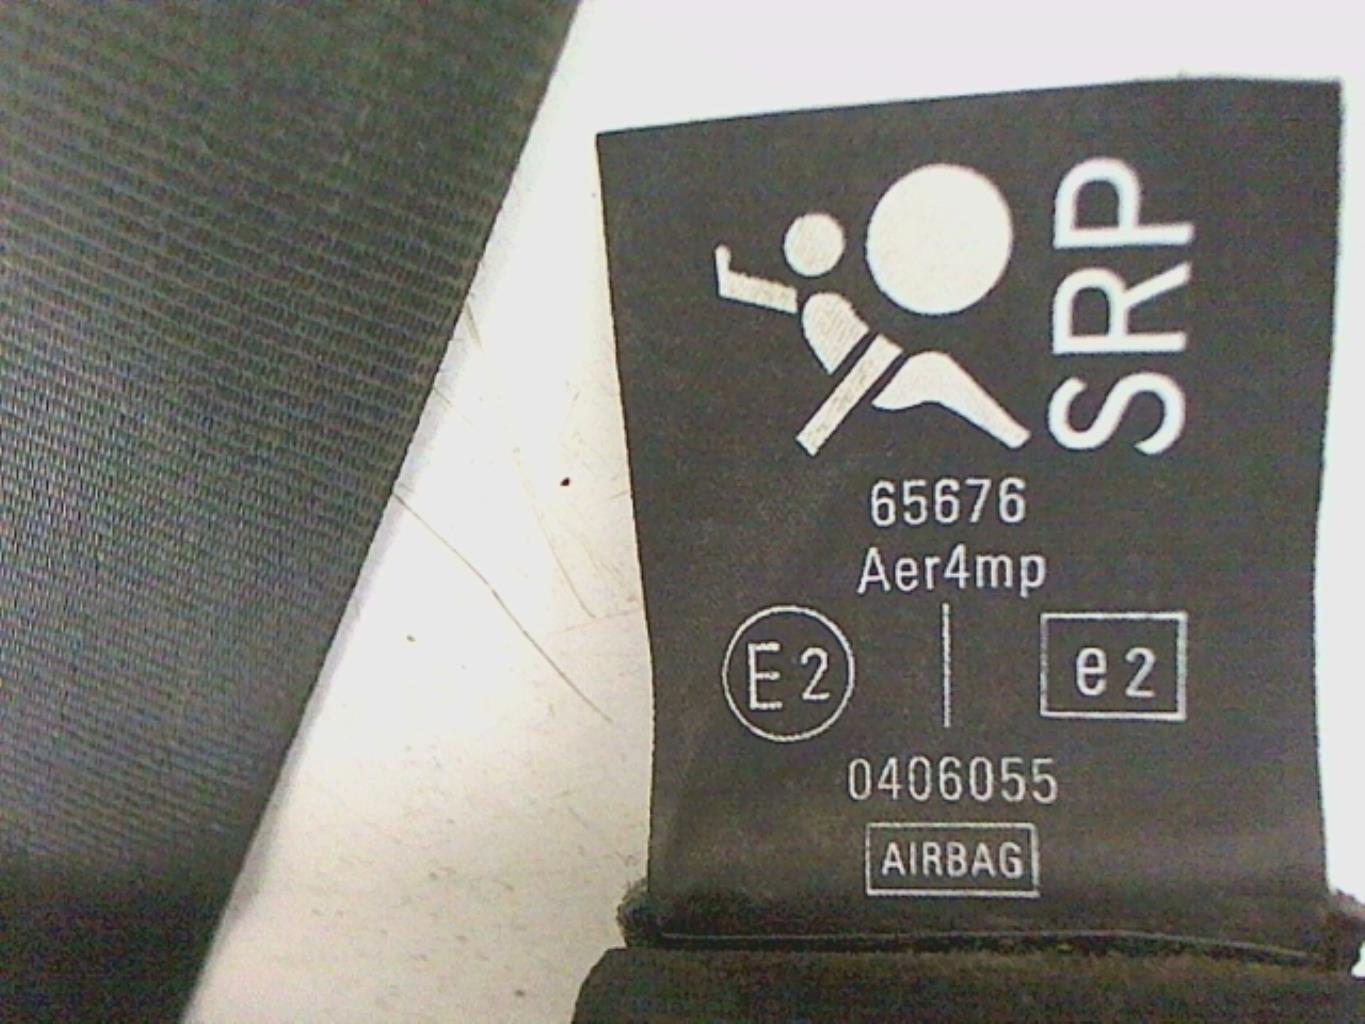 SRP
65676
Aer4mp
E2 e2
0406055
AIRBAG